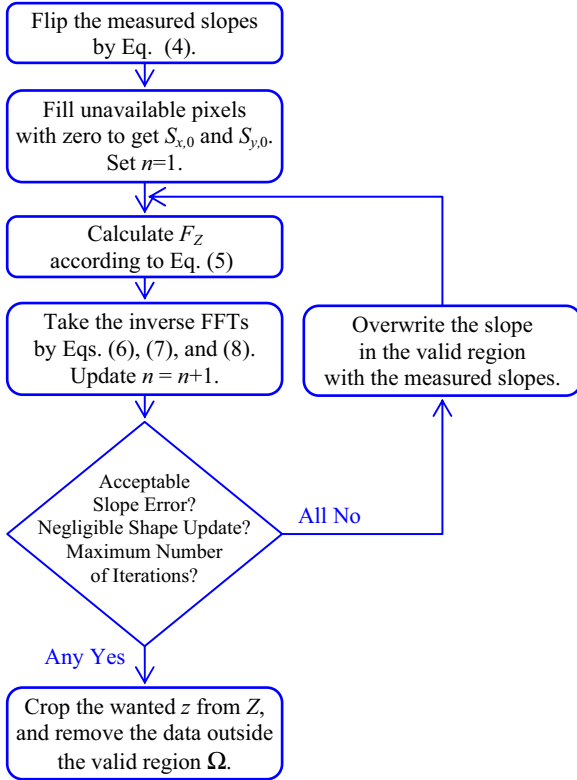 Flip the measured slopes
by Eq. (4).
Fill unavailable pixels
with zero to get Sx,0 and Sy,0.
Set n=1.
Calculate FZ
according to Eq. (5)
Take the inverse FFTs
by Eqs. (6), (7), and (8).
Update n = n+1.
Overwrite the slope
in the valid region
with the measured slopes.
Acceptable
Slope Error?
Negligible Shape Update?
Maximum Number
of Iterations?
All No
Any Yes
Crop the wanted z from Z,
and remove the data outside
the valid region Ω.